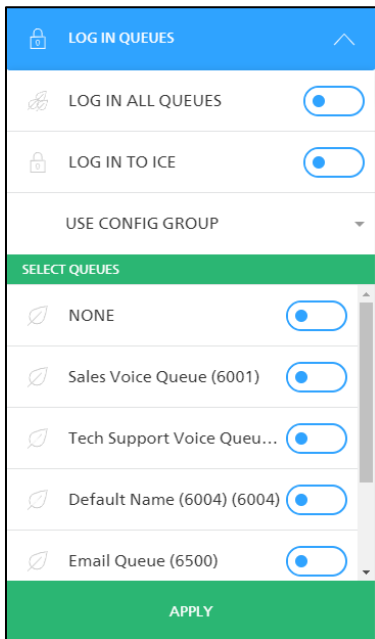 LOG IN QUEUES
LOG IN ALL QUEUES
LOG IN TO ICE
USE CONFIG GROUP
SELECT QUEUES
NONE
Sales Voice Queue (6001)
Tech Support Voice Queu...
Default Name (6004) (6004)
Email Queue (6500)
APPLY